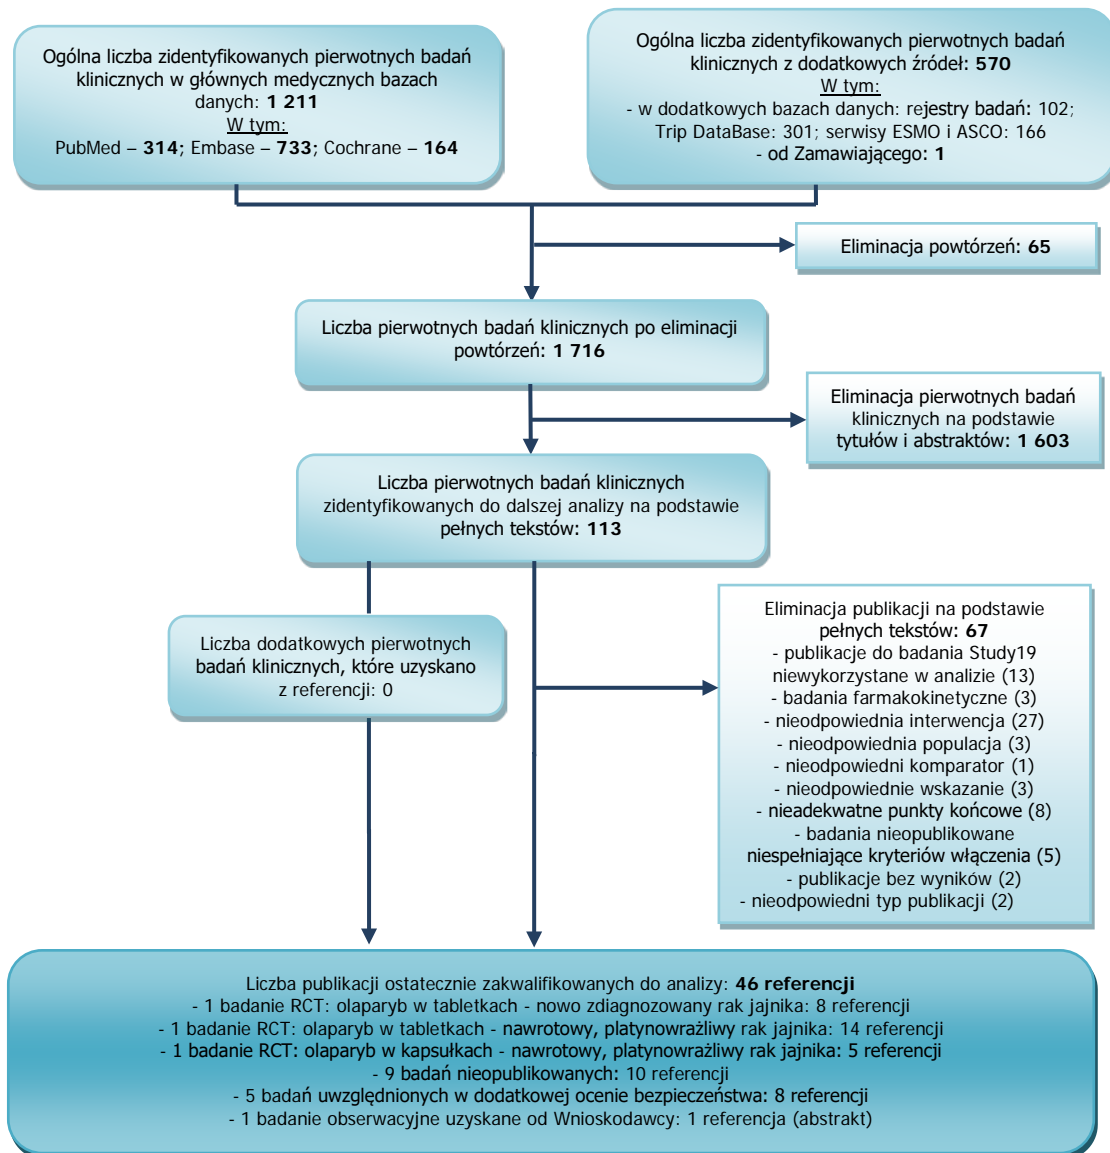 Ogólna liczba zidentyfikowanych pierwotnych badań
klinicznych w głównych medycznych bazach
danych: 1 211
W tym:
PubMed – 314; Embase – 733; Cochrane – 164
Ogólna liczba zidentyfikowanych pierwotnych badań
klinicznych z dodatkowych źródeł: 570
W tym:
- w dodatkowych bazach danych: rejestry badań: 102;
Trip DataBase: 301; serwisy ESMO i ASCO: 166
- od Zamawiającego: 1
Eliminacja powtórzeń: 65
Liczba pierwotnych badań klinicznych po eliminacji
powtórzeń: 1 716
Eliminacja pierwotnych badań
klinicznych na podstawie
tytułów i abstraktów: 1 603
Liczba pierwotnych badań klinicznych
zidentyfikowanych do dalszej analizy na podstawie
pełnych tekstów: 113
Liczba dodatkowych pierwotnych
badań klinicznych, które uzyskano
z referencji: 0
Eliminacja publikacji na podstawie
pełnych tekstów: 67
- publikacje do badania Study19
niewykorzystane w analizie (13)
- badania farmakokinetyczne (3)
- nieodpowiednia interwencja (27)
- nieodpowiednia populacja (3)
- nieodpowiedni komparator (1)
- nieodpowiednie wskazanie (3)
- nieadekwatne punkty końcowe (8)
- badania nieopublikowane
niespełniające kryteriów włączenia (5)
- publikacje bez wyników (2)
- nieodpowiedni typ publikacji (2)
Liczba publikacji ostatecznie zakwalifikowanych do analizy: 46 referencji
- 1 badanie RCT: olaparyb w tabletkach - nowo zdiagnozowany rak jajnika: 8 referencji
- 1 badanie RCT: olaparyb w tabletkach - nawrotowy, platynowrażliwy rak jajnika: 14 referencji
- 1 badanie RCT: olaparyb w kapsułkach - nawrotowy, platynowrażliwy rak jajnika: 5 referencji
- 9 badań nieopublikowanych: 10 referencji
- 5 badań uwzględnionych w dodatkowej ocenie bezpieczeństwa: 8 referencji
- 1 badanie obserwacyjne uzyskane od Wnioskodawcy: 1 referencja (abstrakt)